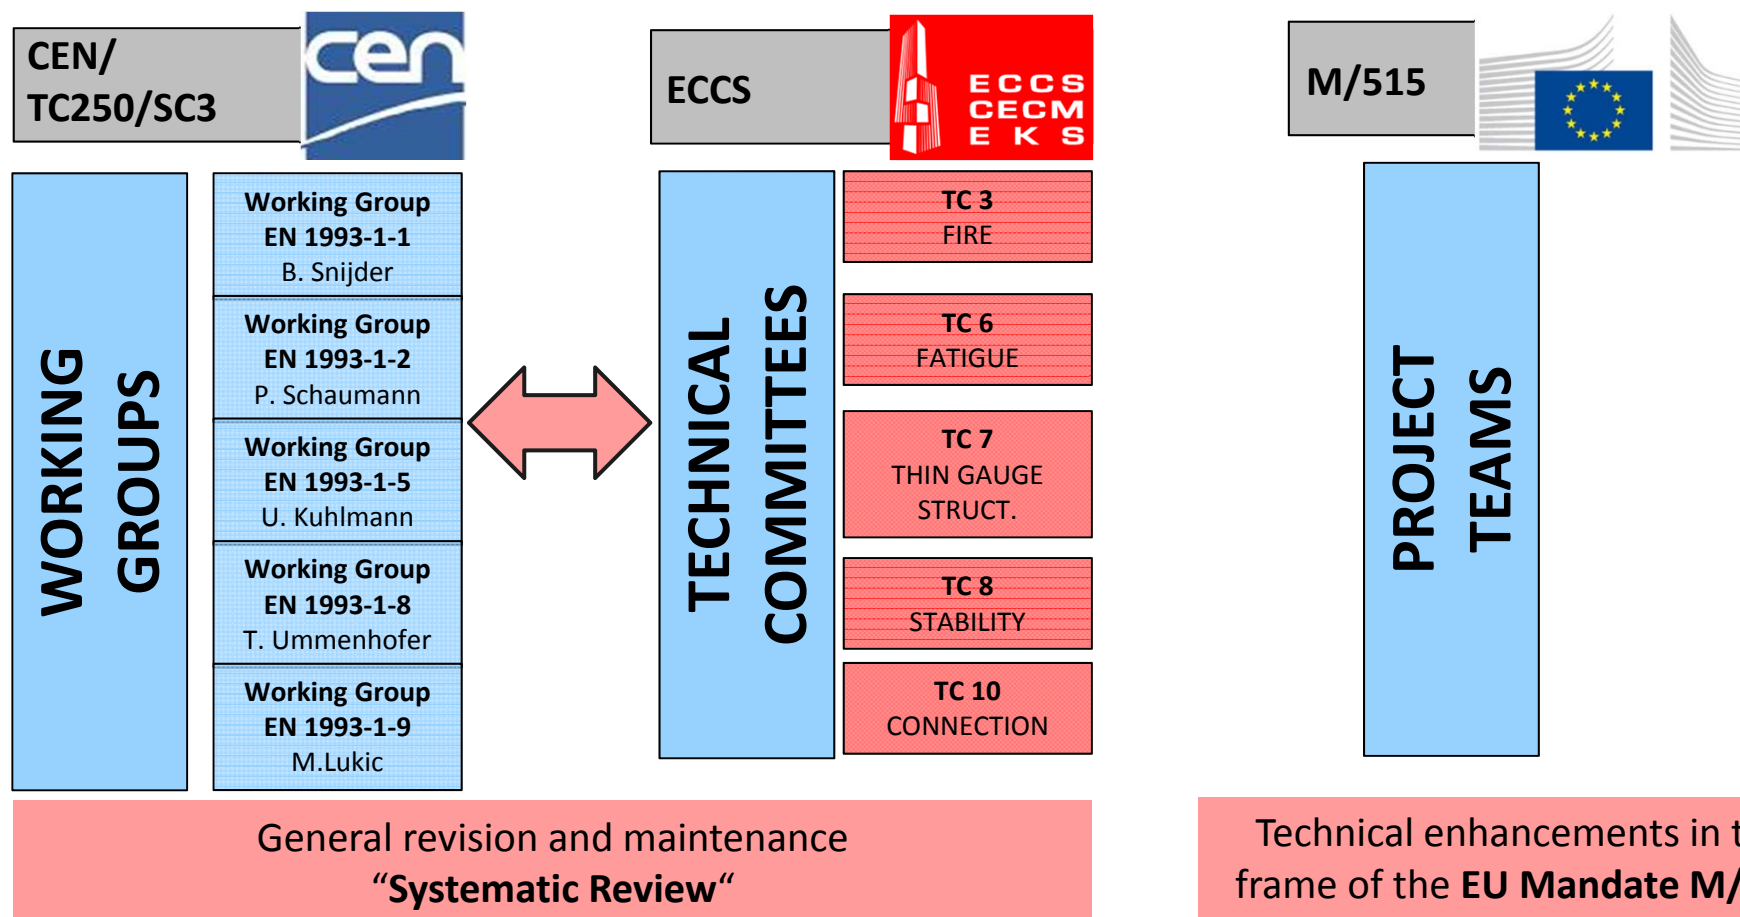 CEN/
TC250/SC3
cen
ECCS
ECCS
CECM
EKS
M/515
WORKING
GROUPS
Working Group
EN 1993-1-1
B. Snijder
Working Group
EN 1993-1-2
P. Schaumann
Working Group
EN 1993-1-5
U. Kuhlmann
Working Group
EN 1993-1-8
T. Ummenhofer
Working Group
EN 1993-1-9
M.Lukic
TECHNICAL
COMMITTEES
TC 3
FIRE
TC 6
FATIGUE
TC 7
THIN GAUGE
STRUCT.
TC 8
STABILITY
TC 10
CONNECTION
PROJECT
TEAMS
General revision and maintenance
“Systematic Review“
Technical enhancements in
frame of the EU Mandate M/